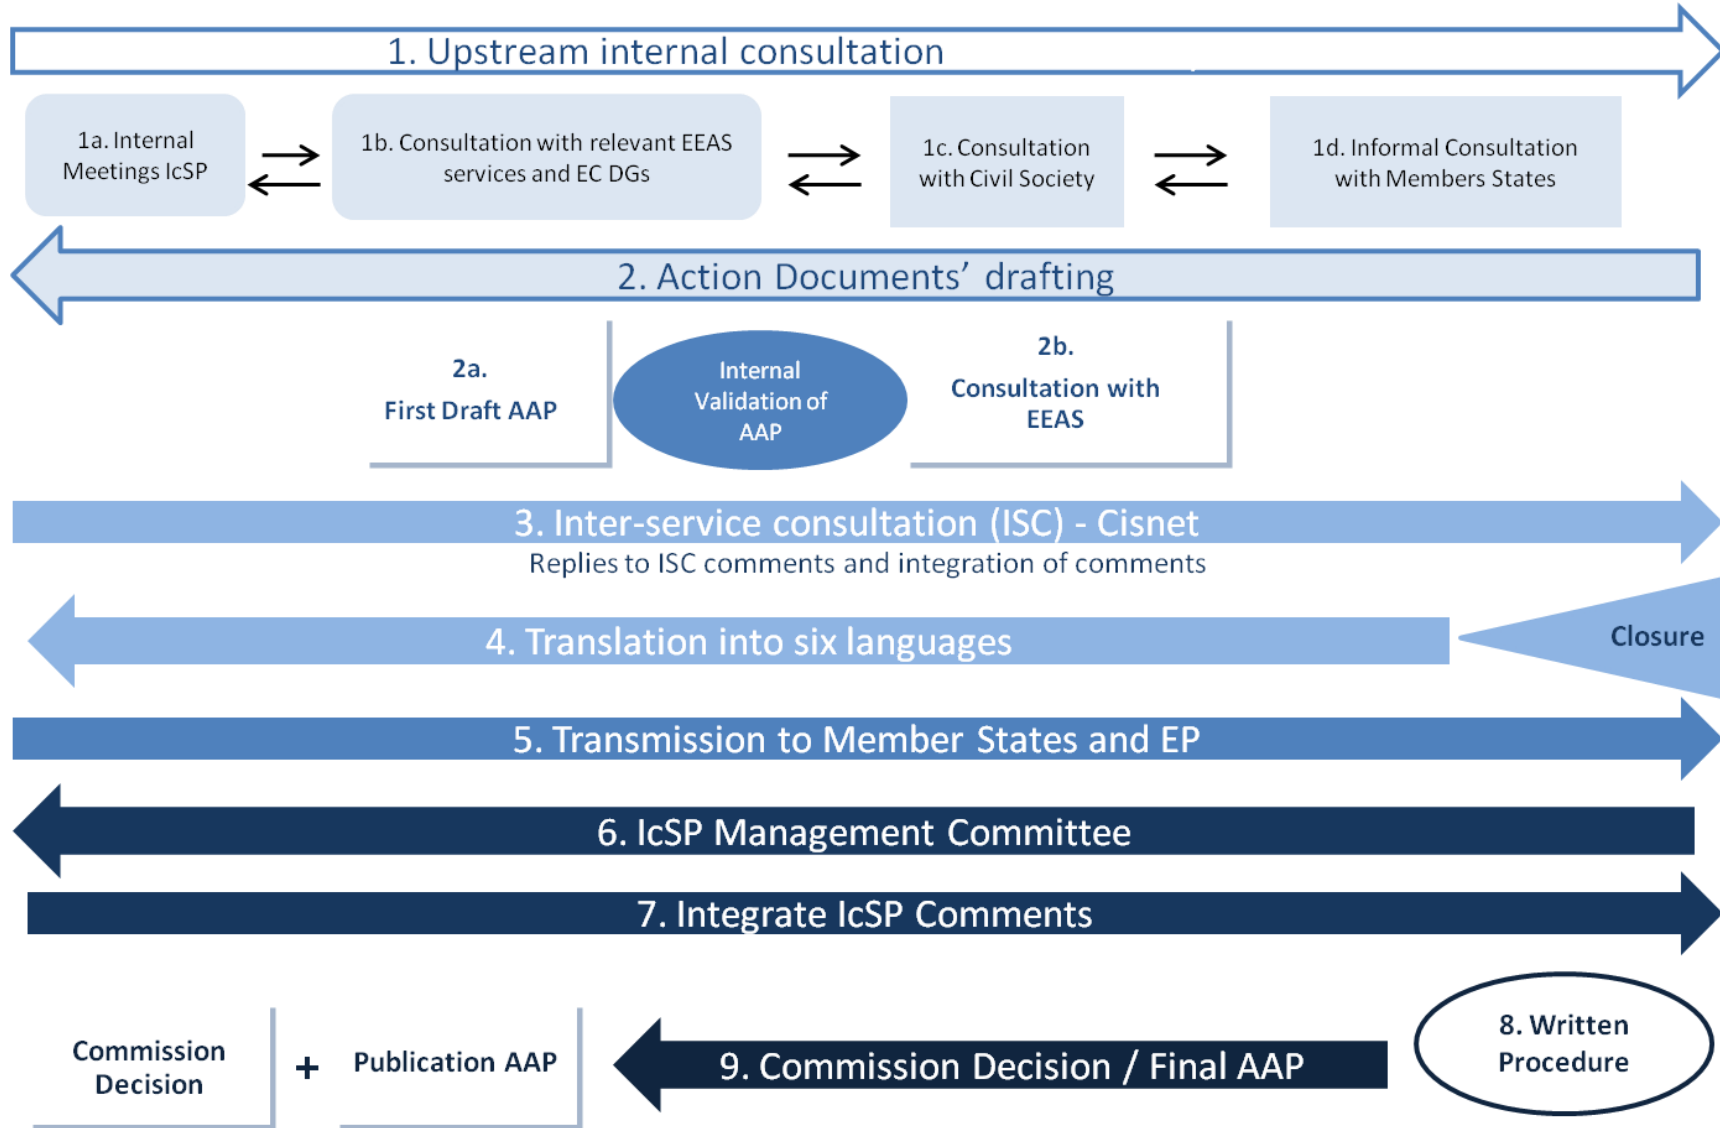 1. Upstream internal consultation
1a. Internal
Meetings IcSP
1b. Consultation with relevant EEAS
services and EC DGs
1c. Consultation
with Civil Society
1d. Informal Consultation
with Members States
2. Action Documents’ drafting
2a.
First Draft AAP
Internal
Validation of
AAP
2b.
Consultation with
EEAS
3. Inter-service consultation (ISC) - Cisnet
Replies to ISC comments and integration of comments
4. Translation into six languages
Closure
5. Transmission to Member States and EP
6. IcSP Management Committee
7. Integrate IcSP Comments
8. Written
Procedure
9. Commission Decision / Final AAP
Commission
Decision
+
Publication AAP